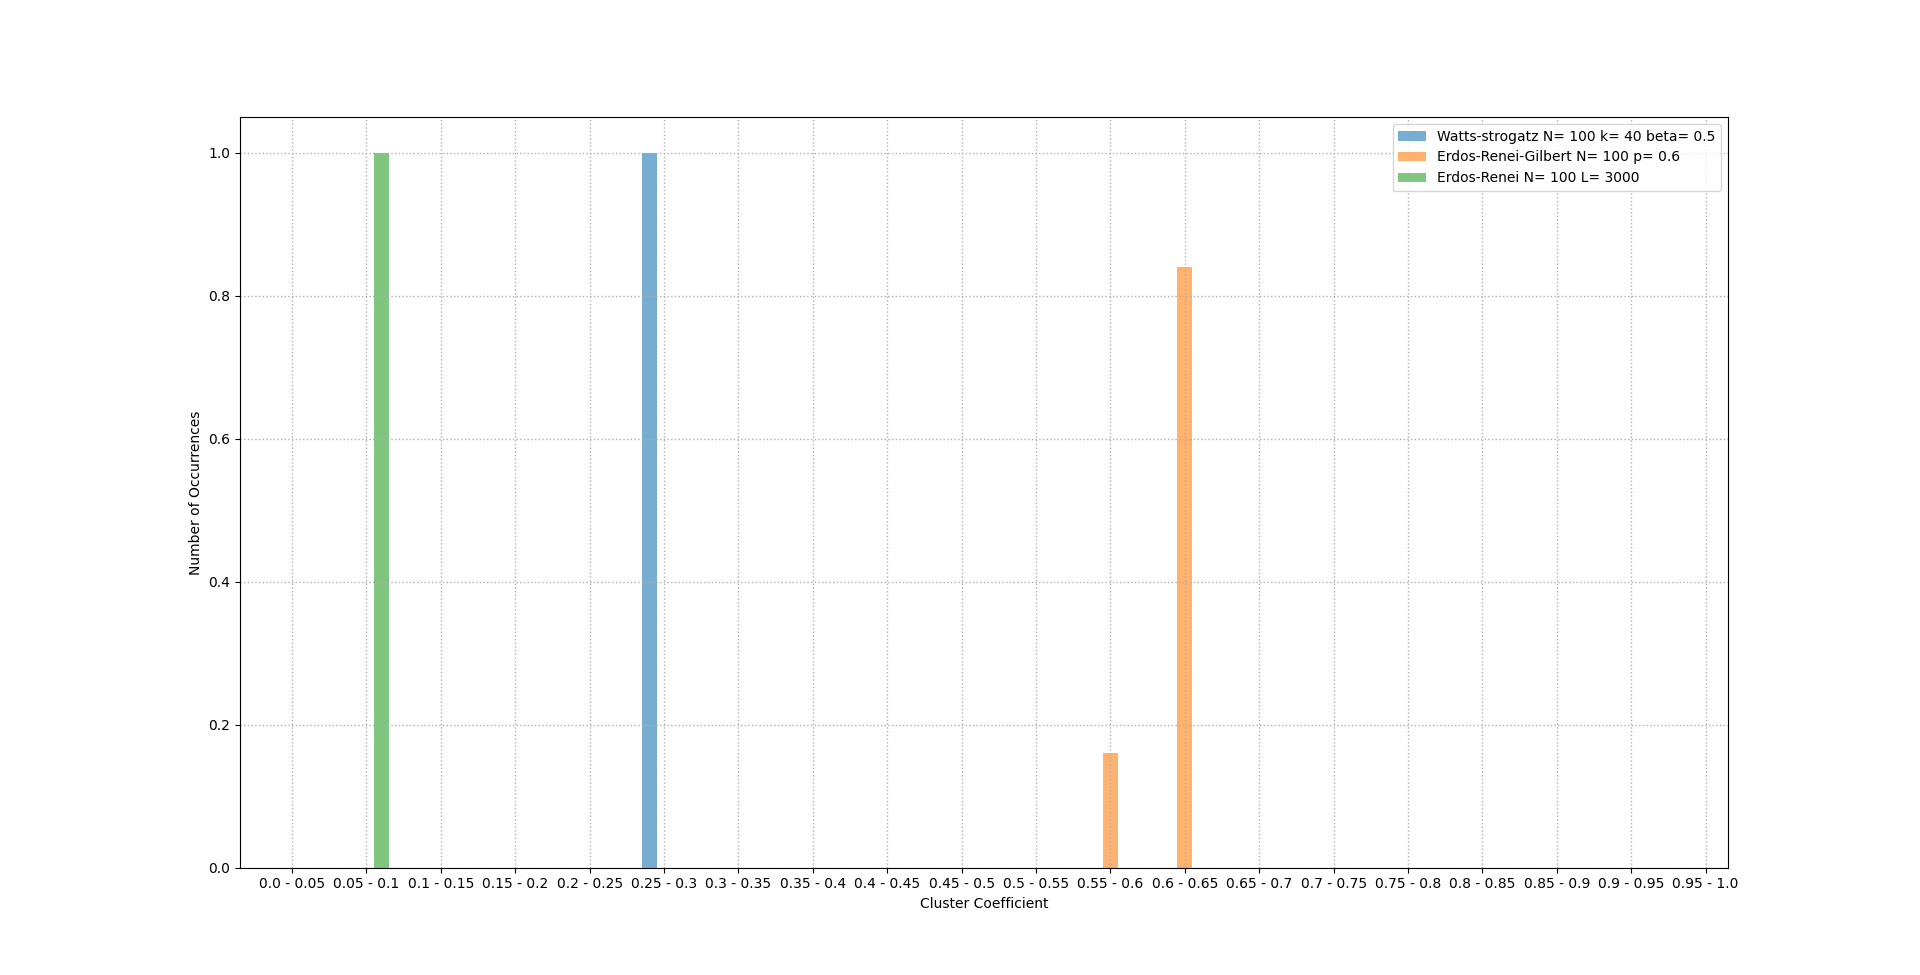 Watts-strogatz N= 100 k= 40 beta= 0.5
Erdos-Renei-Gilbert N= 100 p= 0.6
Erdos-Renei N= 100 L= 3000
1.0
0.8
0.6
0.4
0.2
0.0
Number of Occurrences
0.0 - 0.05 0.05 - 0.1 0.1 - 0.15 0.15 - 0.2 0.2 - 0.25 0.25 - 0.3 0.3 - 0.35 0.35 - 0.4 0.4 - 0.45 0.45 - 0.5 0.5 - 0.55 0.55 - 0.6 0.6 - 0.65 0.65 - 0.7 0.7 - 0.75 0.75 - 0.8 0.8 - 0.85 0.85 - 0.9 0.9 - 0.95 0.95 - 1.0
Cluster Coefficient